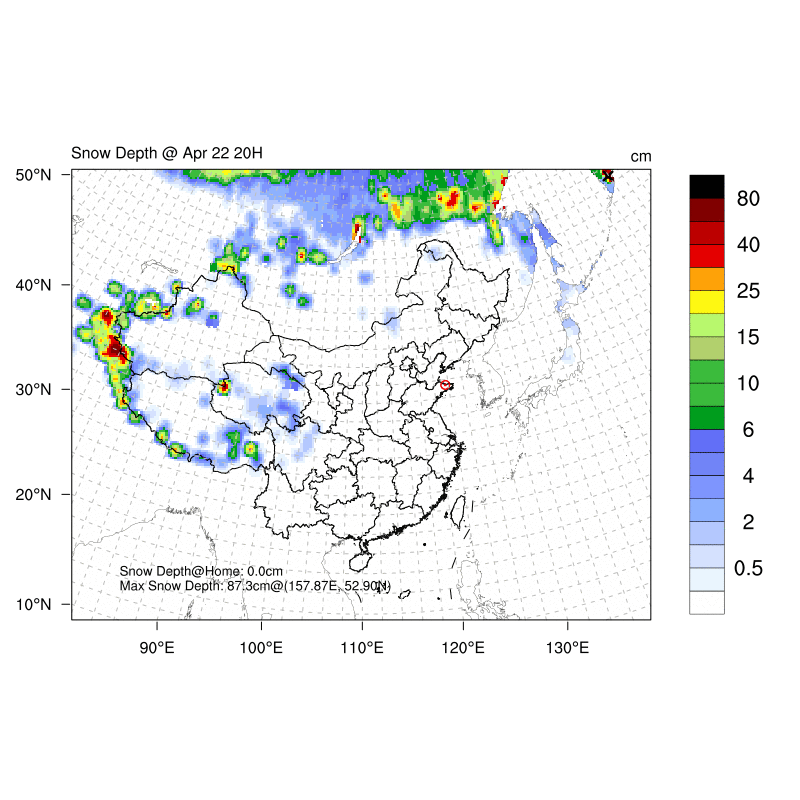 Snow Depth @ Apr 22 20H
cm
50°N
40°N
30°N
20°N
10°N
90°E 100°E 110°E 120°E 130°E
80
40
25
15
10
6
4
2
0.5
Snow Depth@Home: 0.0cm
Max Snow Depth: 87.3cm@(157.87E, 52.90N)